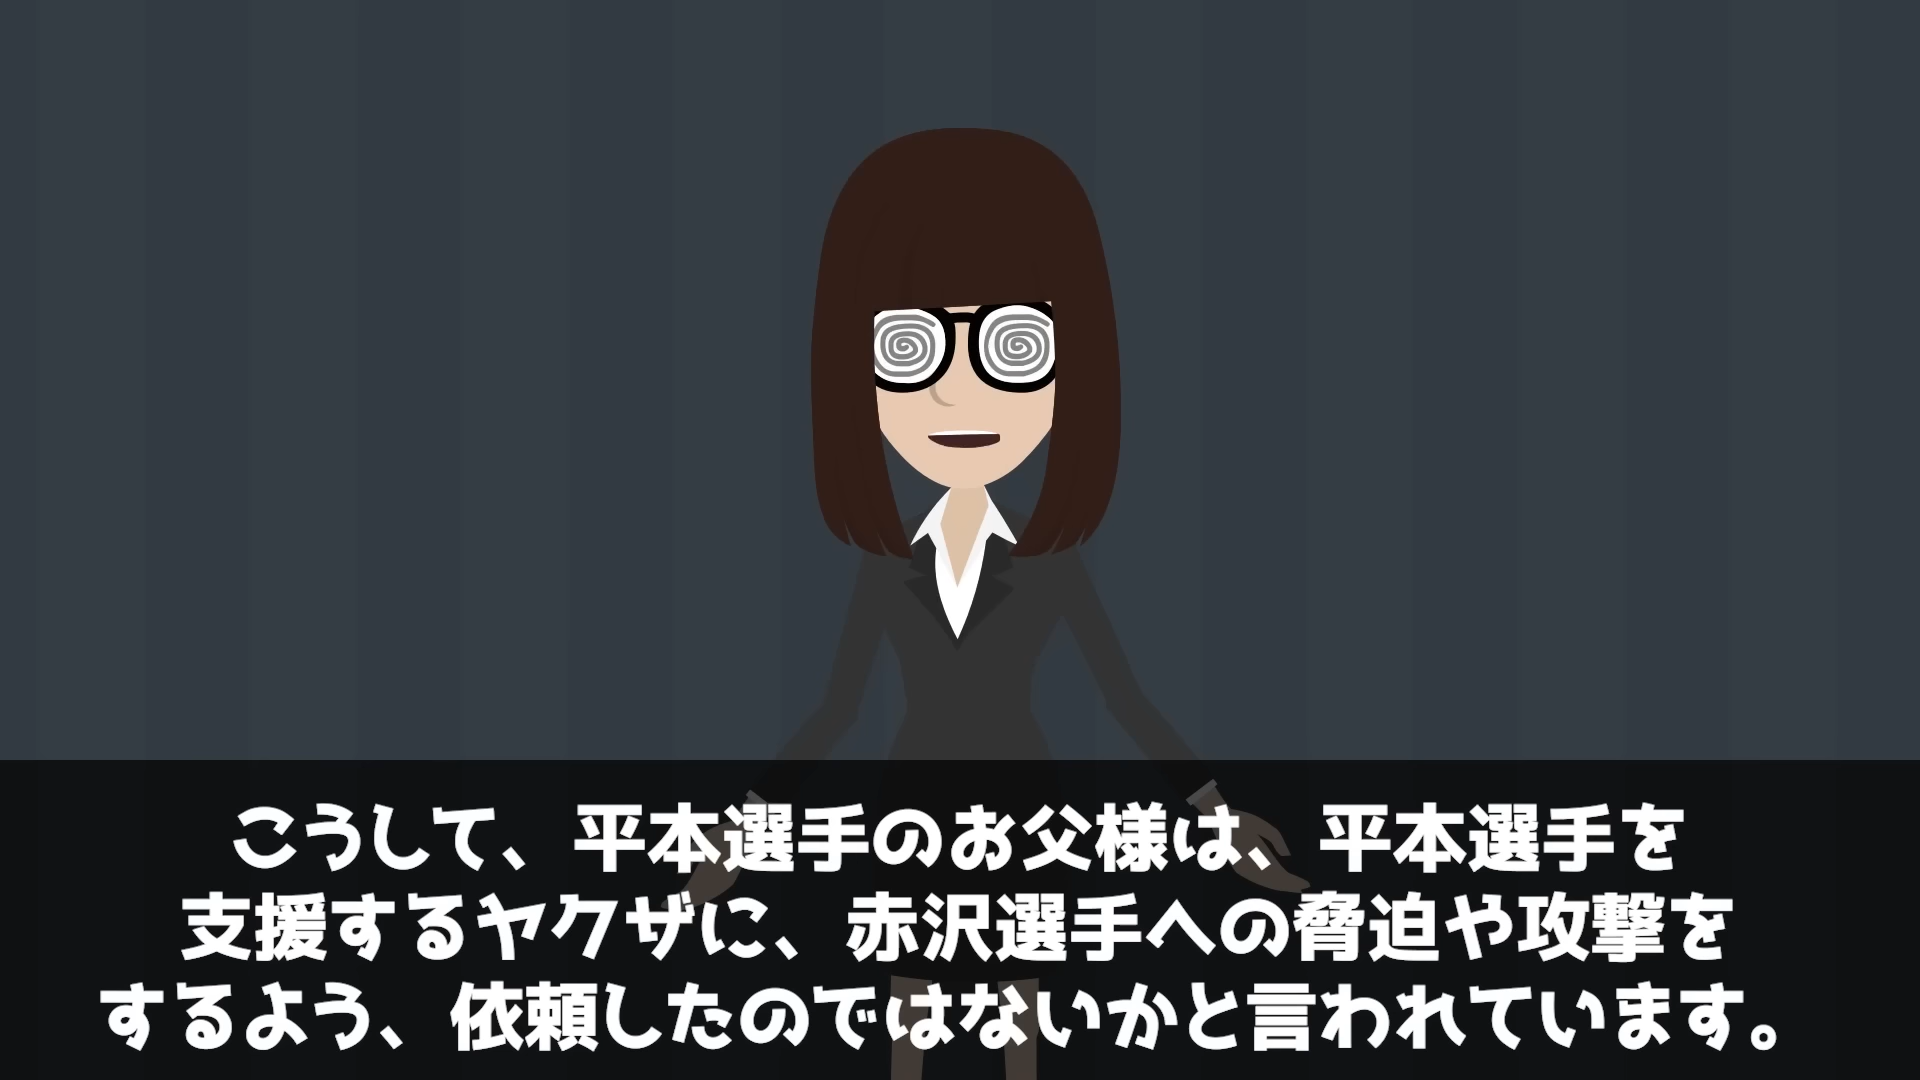 こうして、平本選手のお父様は、平本選手を
支援するヤクザに、赤沢選手への脅迫や攻撃を
するよう、依頼したのではないかと言われています。